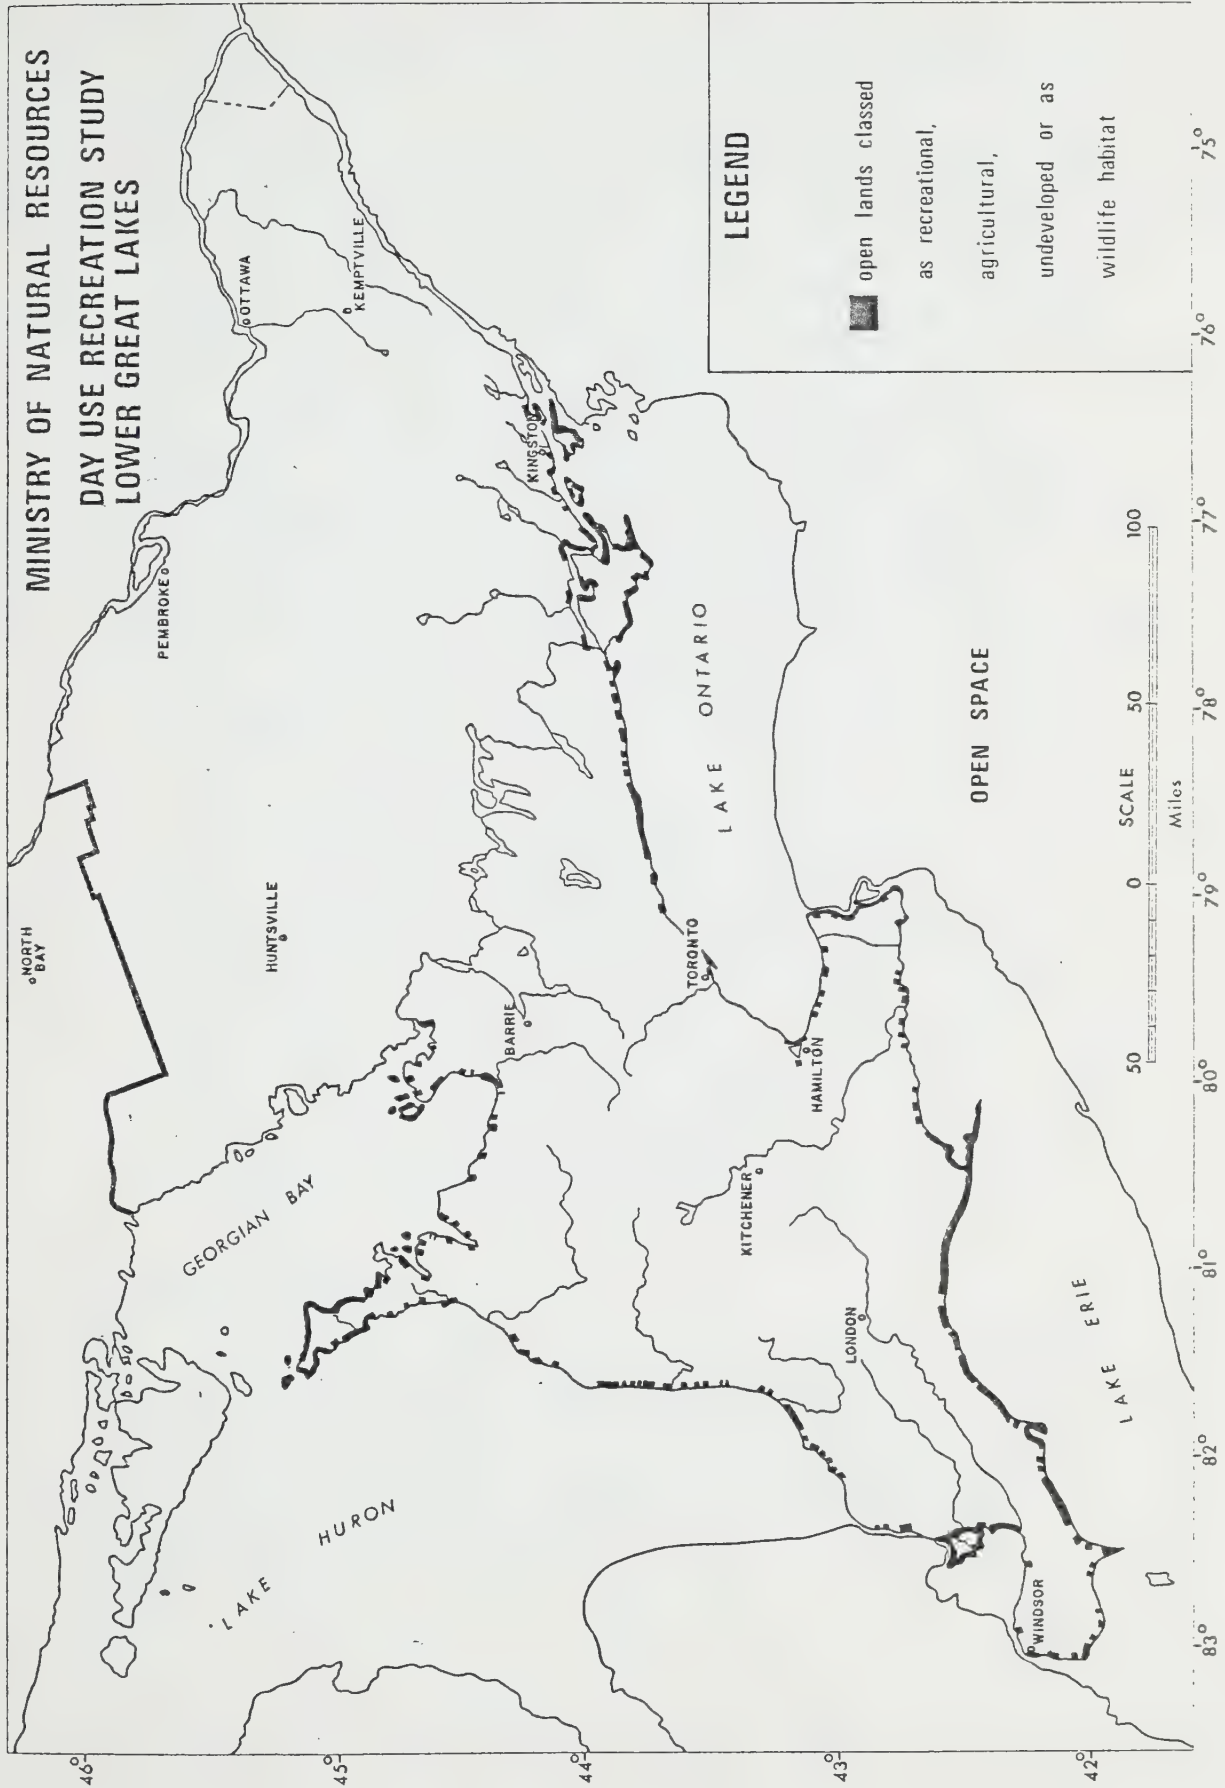 MINISTRY OF NATURAL RESOURCES
DAY USE RECREATION STUDY
LOWER GREAT LAKES
NORTH
BAY
PEMBROKE
OTTAWA
KEMPTVILLE
HUNTSVILLE
GEORGIAN BAY
LAKE HURON
BARRIE
KINGSTON
TORONTO
LAKE ONTARIO
HAMILTON
KITCHENER
LONDON
WINDSOR
LAKE ERIE
OPEN SPACE
LEGEND
open lands classed
as recreational,
agricultural,
undeveloped or as
wildlife habitat
SCALE
50 0 50 100
Miles
46°
45°
44°
43°
42°
83° 82° 81° 80° 79° 78° 77° 76° 75°